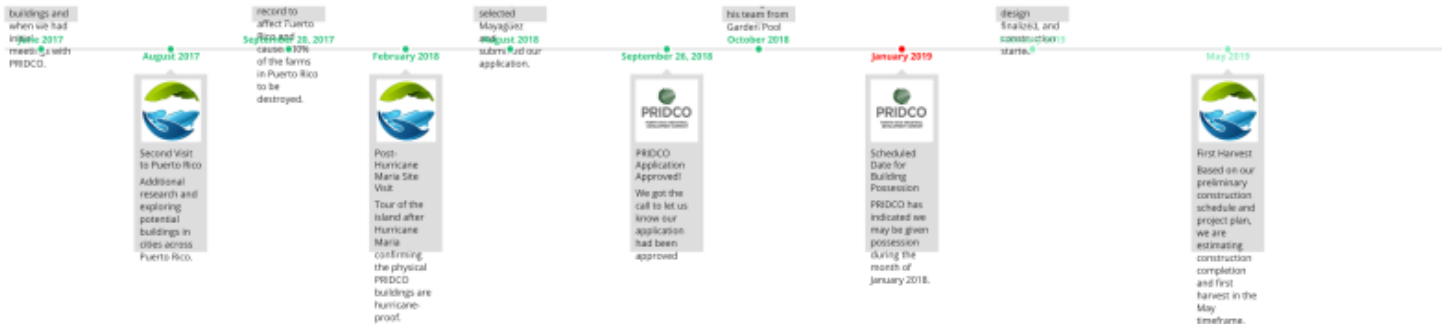 buildings and
when we had
initial
meetings with
PRIDCO.
June 2017
August 2017
Second Visit
to Puerto Rico
Additional
research and
exploring
potential
buildings in
cities across
Puerto Rico.
record to
affect Puerto
Rico and
cause
of the farms
in Puerto Rico
to be
destroyed.
September 20, 2017
February 2018
Post-
Hurricane
Maria Site
Visit
Tour of the
island after
Hurricane
Maria
confirming
the physical
PRIDCO
buildings are
hurricane-
proof.
selected
Mayagüez
and
submitted our
application.
August 2018
September 26, 2018
PRIDCO
PRIDCO
Application
Approved!
We got the
call to let us
know our
application
had been
approved
his team from
Garden Pool
October 2018
January 2019
PRIDCO
Scheduled
Date for
Building
Possession
PRIDCO has
indicated we
may be given
possession
during the
month of
January 2018.
design
finalized, and
construction
starts.
May 2019
First Harvest
Based on our
preliminary
construction
schedule and
project plan,
we are
estimating
construction
completion
and first
harvest in the
May
timeframe.